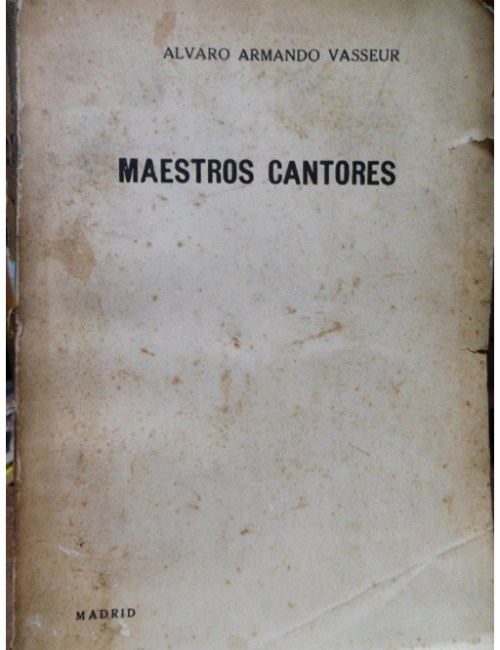 ALVARO ARMANDO VASSEUR
MAESTROS CANTORES
MADRID